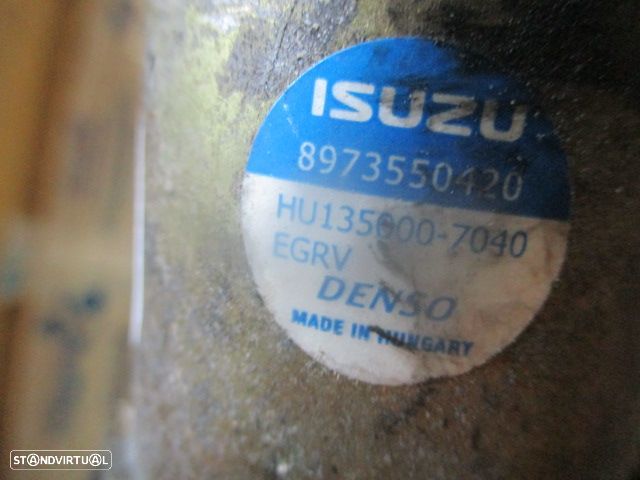 ISUZU
8973550420
HU135000-7040
EGRV
DENSO
MADE IN HUNGARY
STANDVIRTUAL